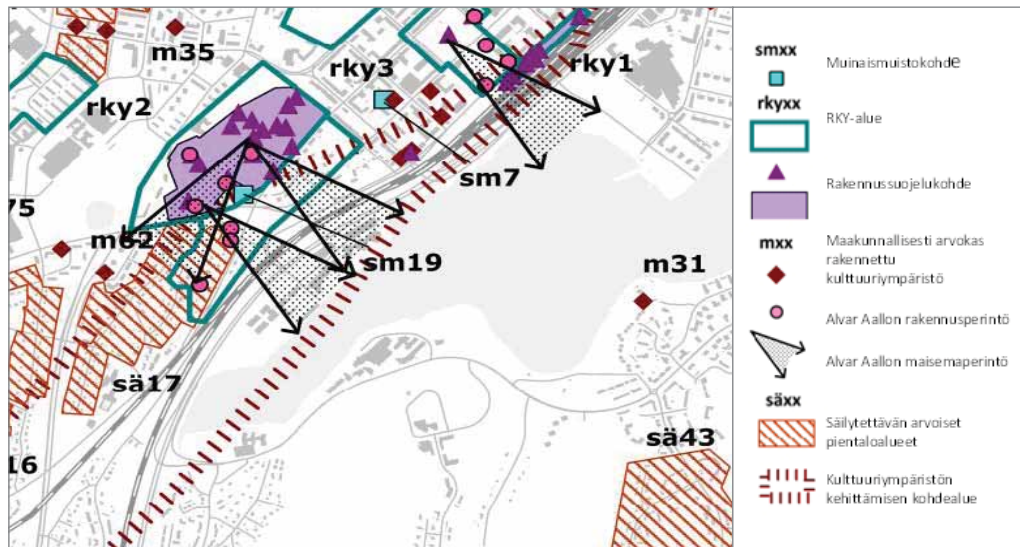 m35
rky3
rky1
rky2
sm7
75
m62
sm19
m31
sä17
16
sä43
smxx
Muinaismuistokohde
rkyxx
RKY-alue
Rakennussuojelukohde
mxx
Maakunnallisesti arvokas
rakennettu
kulttuuriympäristö
Alvar Aallon rakennusperintö
Alvar Aallon maisemaperintö
säxx
Säilytettävän arvoiset
pientaloalueet
Kulttuuriympäristön
kehittämisen kohdealue